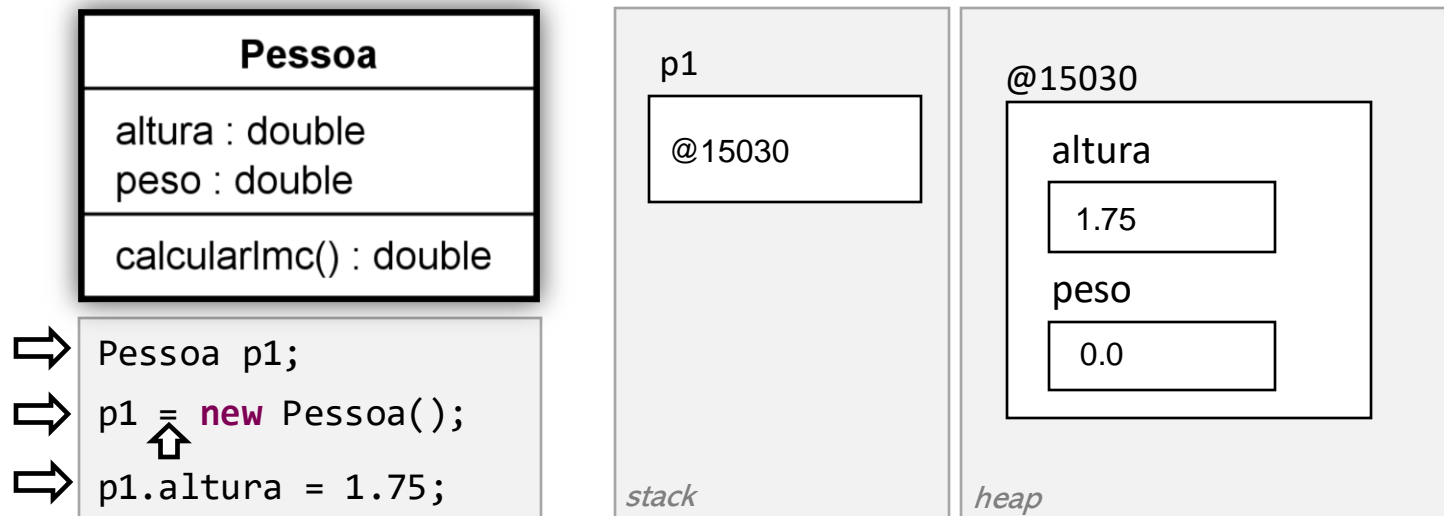 Pessoa
altura : double
peso : double
calcularImc() : double
Pessoa p1;
p1 = new Pessoa();
p1.altura = 1.75;
p1
@15030
stack
@15030
altura
1.75
peso
0.0
heap